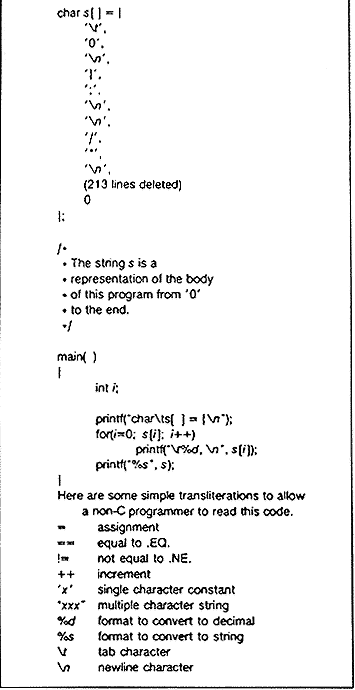 char s[ ] = {
'\t',
'0',
'\n',
'}',
';',
'\n',
'\n',
'/',
'*',
'\n',
(213 lines deleted)
0
};
/*
* The string s is a
* representation of the body
* of this program from '0'
* to the end.
*/
main( )
{
int i;
printf("char\ts[ ] = {\n");
for(i=0; s[i]; i++)
printf("\t%d, \n", s[i]);
printf("%s", s);
}
Here are some simple transliterations to allow
a non-C programmer to read this code.
= assignment
== equal to .EQ.
!= not equal to .NE.
++ increment
'x' single character constant
"xxx" multiple character string
%d format to convert to decimal
%s format to convert to string
\t tab character
\n newline character